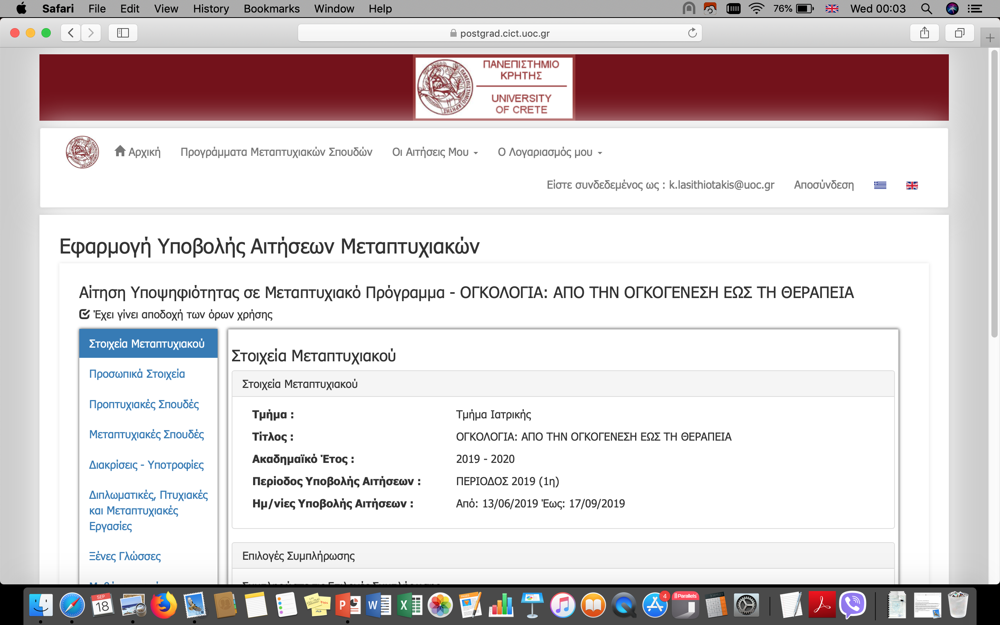 Safari File Edit View History Bookmarks Window Help 76% Wed 00:03
postgrad.cict.uoc.gr
ΠΑΝΕΠΙΣΤΗΜΙΟ
ΚΡΗΤΗΣ
UNIVERSITY
OF CRETE
Αρχική Προγράμματα Μεταπτυχιακών Σπουδών Οι Αιτήσεις Μου Ο Λογαριασμός μου
Είστε συνδεδεμένος ως : k.lasithiotakis@uoc.gr Αποσύνδεση
Εφαρμογή Υποβολής Αιτήσεων Μεταπτυχιακών
Αίτηση Υποψηφιότητας σε Μεταπτυχιακό Πρόγραμμα - ΟΓΚΟΛΟΓΙΑ: ΑΠΟ ΤΗΝ ΟΓΚΟΓΕΝΕΣΗ ΕΩΣ ΤΗ ΘΕΡΑΠΕΙΑ
Έχει γίνει αποδοχή των όρων χρήσης
Στοιχεία Μεταπτυχιακού
Προσωπικά Στοιχεία
Προπτυχιακές Σπουδές
Μεταπτυχιακές Σπουδές
Διακρίσεις - Υποτροφίες
Διπλωματικές, Πτυχιακές
και Μεταπτυχιακές
Εργασίες
Ξένες Γλώσσες
Στοιχεία Μεταπτυχιακού
Στοιχεία Μεταπτυχιακού
Τμήμα : Τμήμα Ιατρικής
Τίτλος : ΟΓΚΟΛΟΓΙΑ: ΑΠΟ ΤΗΝ ΟΓΚΟΓΕΝΕΣΗ ΕΩΣ ΤΗ ΘΕΡΑΠΕΙΑ
Ακαδημαϊκό Έτος : 2019 - 2020
Περίοδος Υποβολής Αιτήσεων : ΠΕΡΙΟΔΟΣ 2019 (1η)
Ημ/νίες Υποβολής Αιτήσεων : Από: 13/06/2019 Έως: 17/09/2019
Επιλογές Συμπλήρωσης
SEP
18
4
Parallels